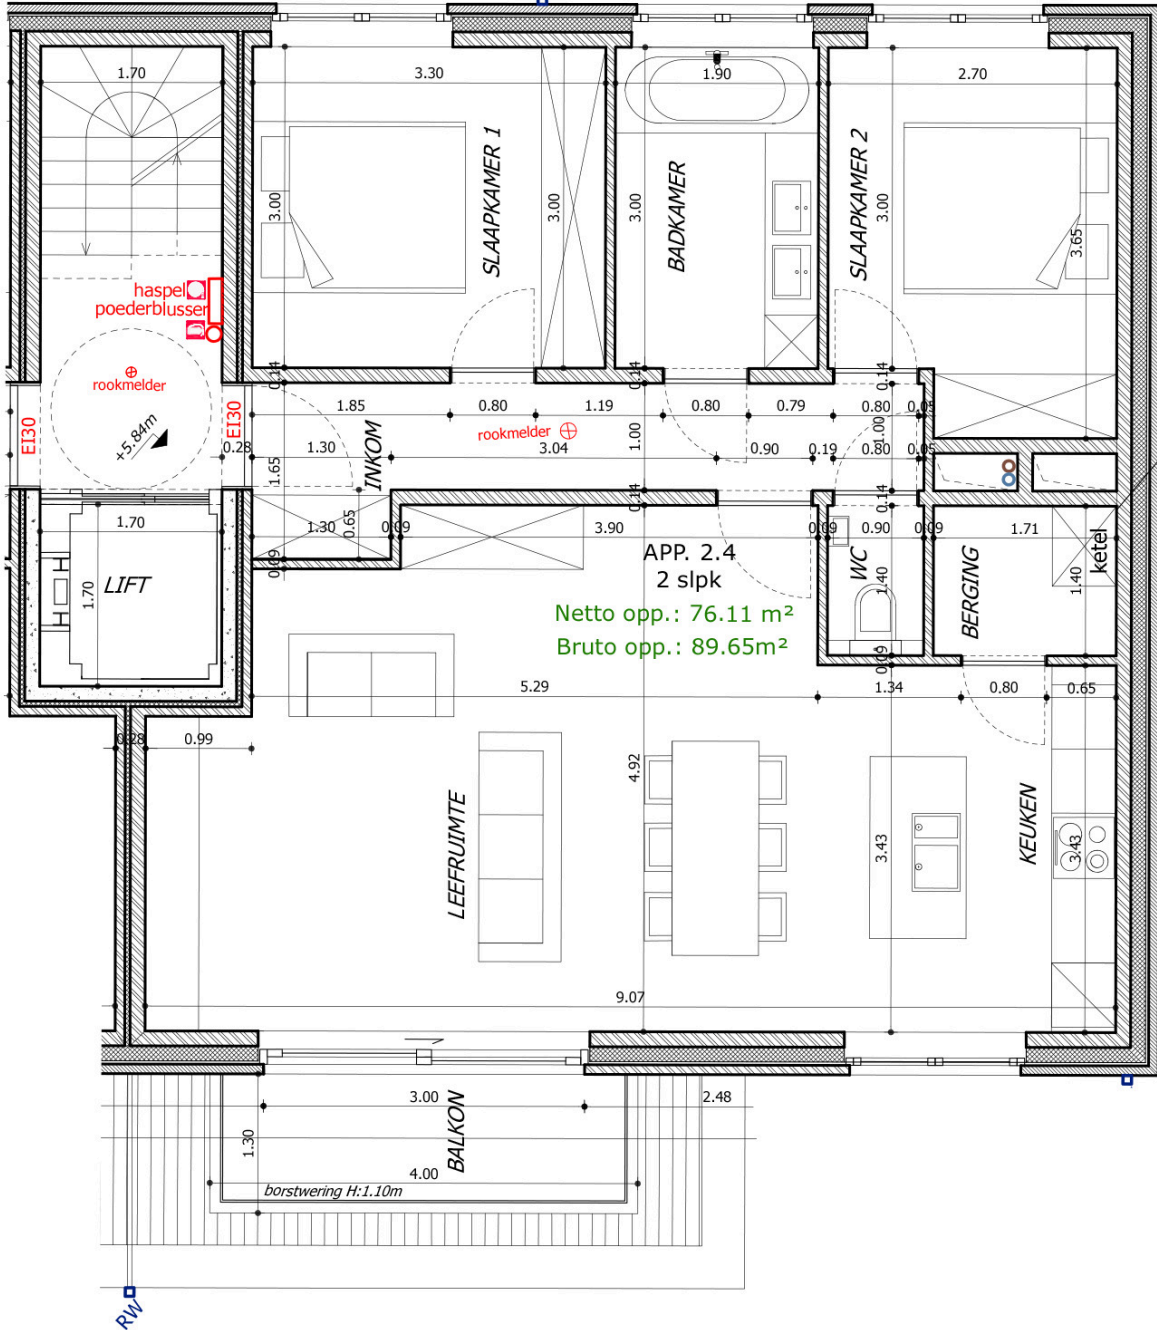 1.70
3.30
1.90
2.70
SLAAPKAMER 1
BADKAMER
SLAAPKAMER 2
3.00
3.00
3.00
3.00
3.65
haspel
poederblusser
rookmelder
EI30
EI30
+5.84m
0.14
0.14
0.14
1.85
0.80
1.19
0.80
0.79
0.80
0.05
rookmelder
1.00
1.00
0.28
1.30
3.04
0.90
0.19
0.80
0.05
1.65
INKOM
0.14
0.14
1.70
1.30
0.65
0.09
3.90
0.09
0.90
0.09
1.71
0.09
LIFT
1.70
APP. 2.4
2 slpk
Netto opp.: 76.11 m²
Bruto opp.: 89.65m²
WC
1.40
BERGING
1.40
ketel
0.09
5.29
1.34
0.80
0.65
0.28
0.99
4.92
LEEFRUIMTE
3.43
KEUKEN
3.43
9.07
3.00
2.48
BALKON
1.30
4.00
borstwering H:1.10m
RW